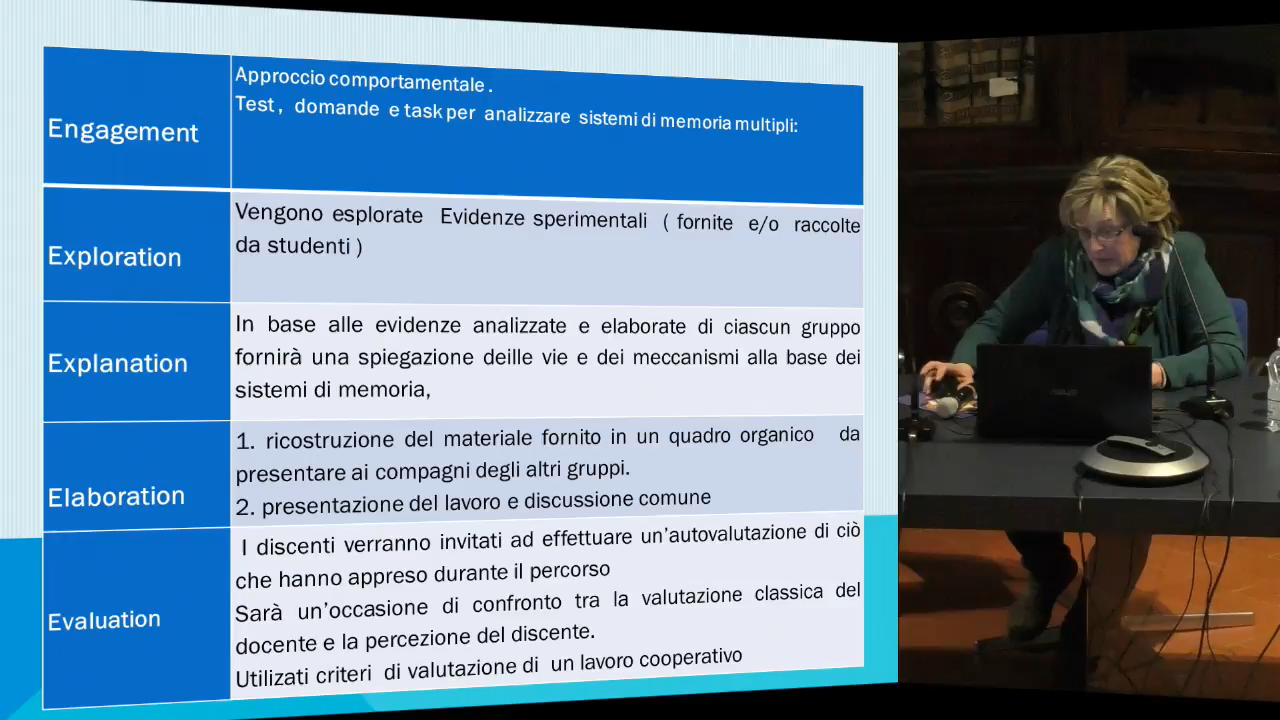 Engagement
Approccio comportamentale.
Test, domande e task per analizzare sistemi di memoria multipli:
Exploration
Vengono esplorate Evidenze sperimentali ( fornite e/o raccolte
da studenti )
Explanation
In base alle evidenze analizzate e elaborate di ciascun gruppo
fornirà una spiegazione deille vie e dei meccanismi alla base dei
sistemi di memoria,
Elaboration
1. ricostruzione del materiale fornito in un quadro organico da
presentare ai compagni degli altri gruppi.
2. presentazione del lavoro e discussione comune
Evaluation
I discenti verranno invitati ad effettuare un’autovalutazione di ciò
che hanno appreso durante il percorso
Sarà un’occasione di confronto tra la valutazione classica del
docente e la percezione del discente.
Utilizati criteri di valutazione di un lavoro cooperativo
ASUS